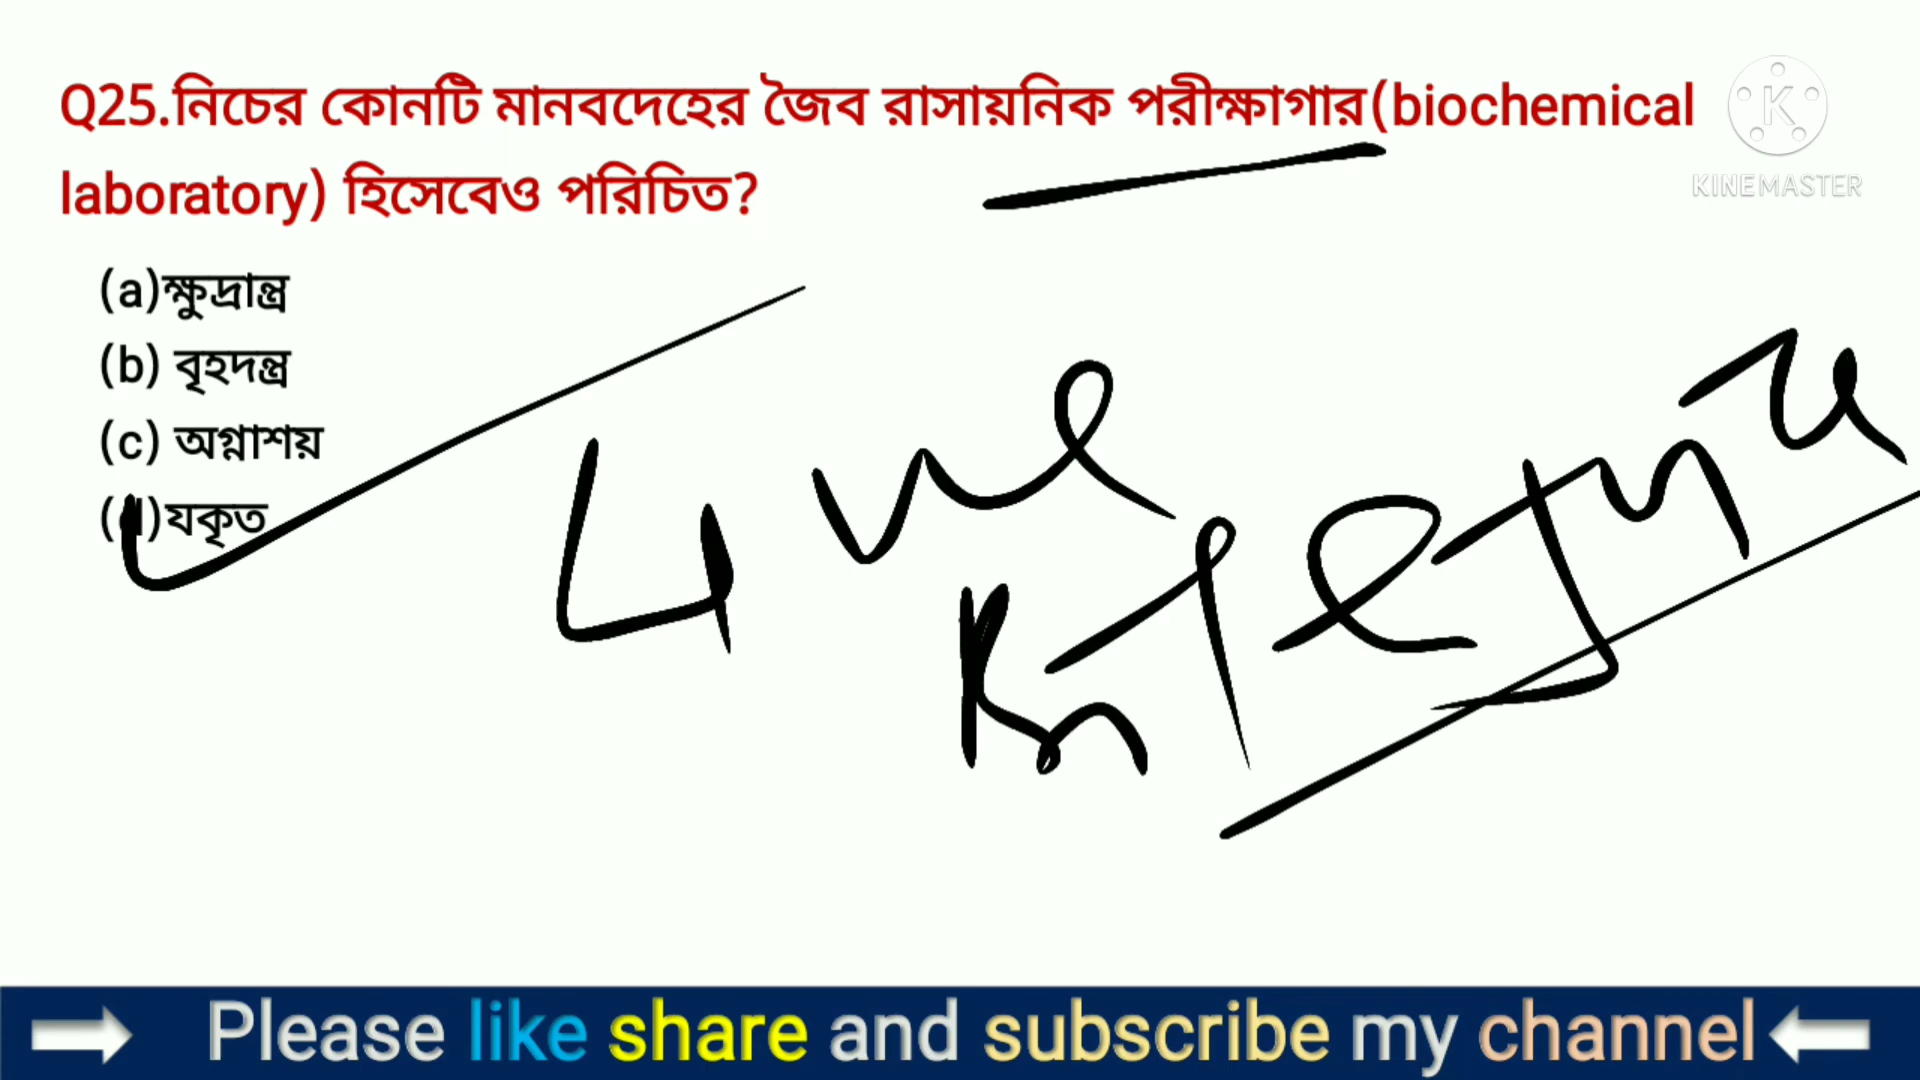 Q25.নিচের কোনটি মানবদেহের জৈব রাসায়নিক পরীক্ষাগার(biochemical
laboratory) হিসেবেও পরিচিত?
KINEMASTER
(a)ক্ষুদ্রান্ত্র
(b) বৃহদন্ত্র
(c) অগ্নাশয়
(d)যকৃত
Please like share and subscribe my channel